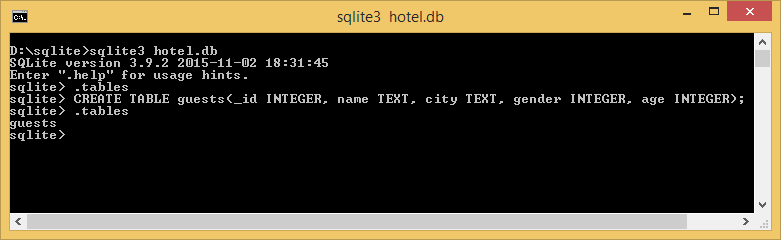 sqlite3 hotel.db
D:\sqlite>sqlite3 hotel.db
SQLite version 3.9.2 2015-11-02 18:31:45
Enter ".help" for usage hints.
sqlite> .tables
sqlite> CREATE TABLE guests(_id INTEGER, name TEXT, city TEXT, gender INTEGER, age INTEGER);
sqlite> .tables
guests
sqlite>